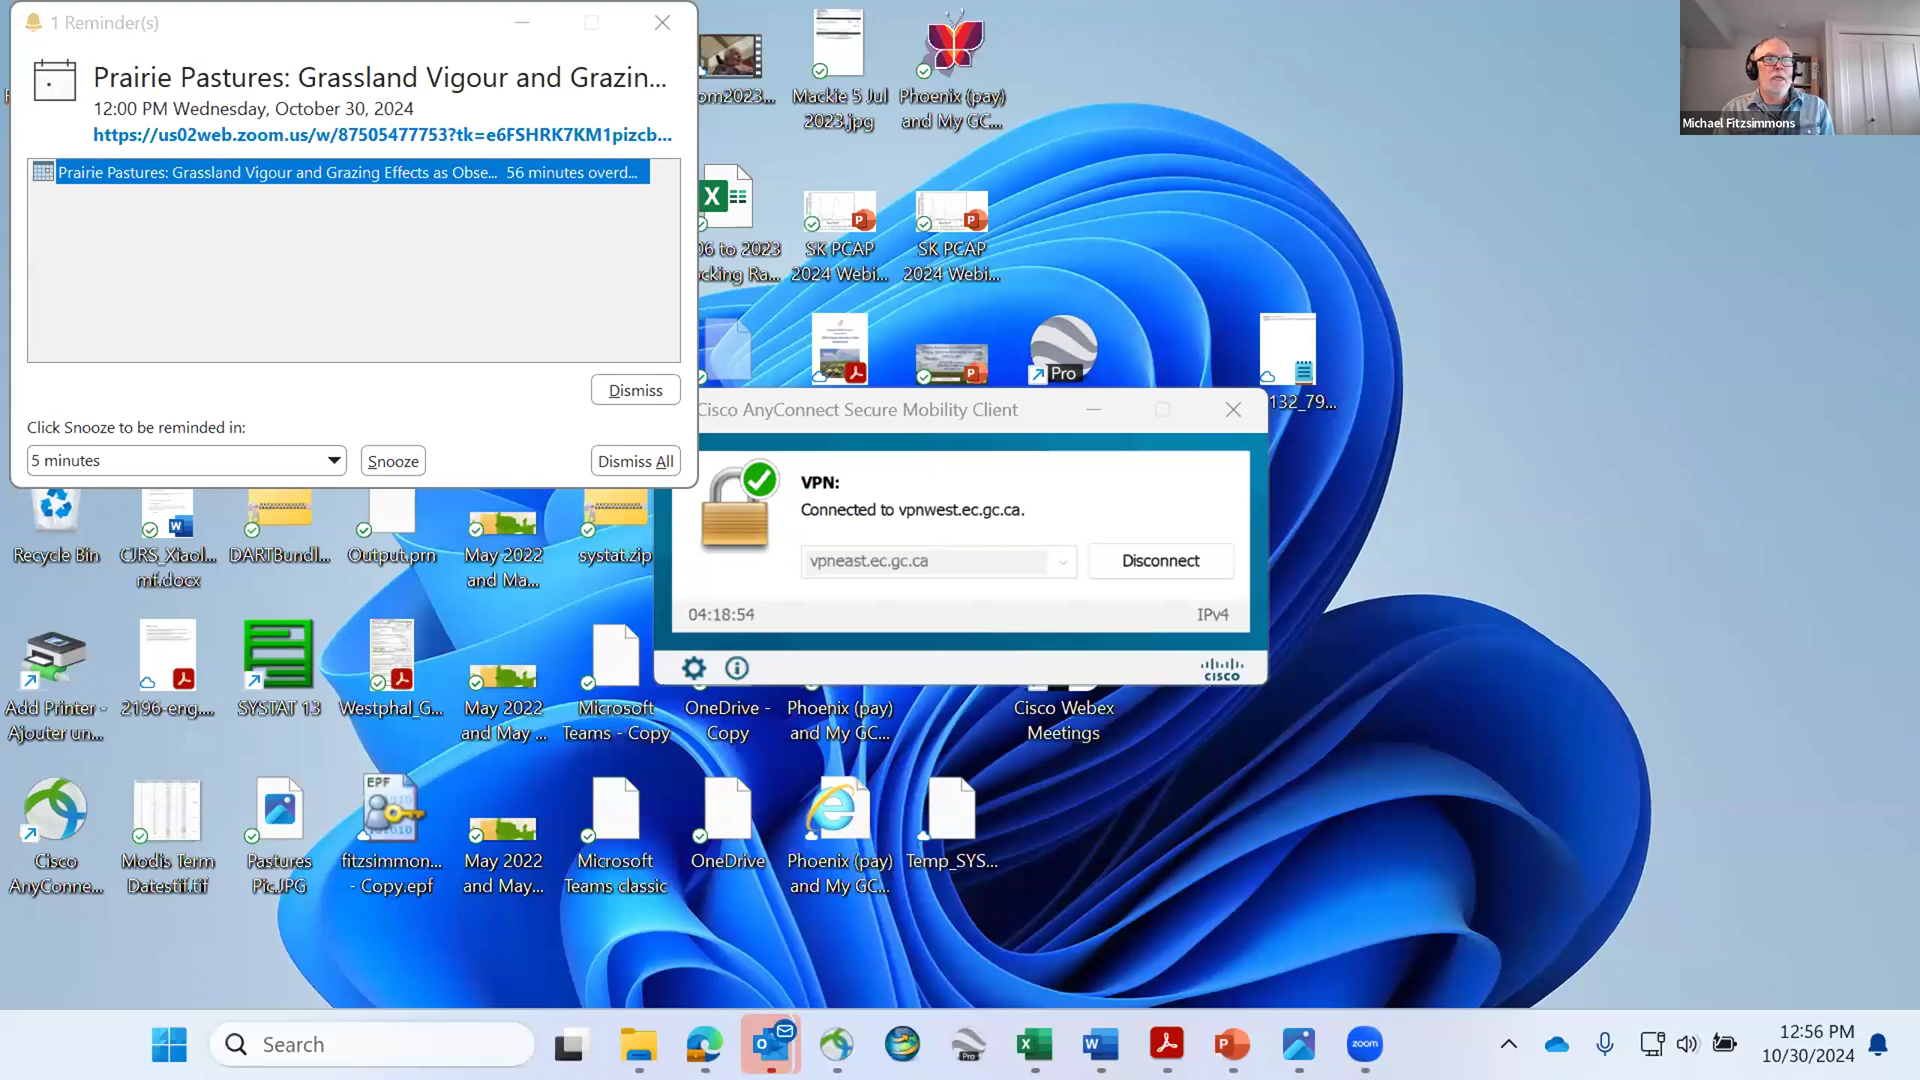 1 Reminder(s)
Prairie Pastures: Grassland Vigour and Grazin...
12:00 PM Wednesday, October 30, 2024
https://us02web.zoom.us/w/87505477753?tk=e6FSHRK7KM1pizcb...
Prairie Pastures: Grassland Vigour and Grazing Effects as Obse... 56 minutes overd...
Dismiss
Click Snooze to be reminded in:
5 minutes
Snooze
Dismiss All
om2023...
Mackie 5 Jul
2023.jpg
Phoenix (pay)
and My GC...
Michael Fitzsimmons
06 to 2023
cking Ra...
SK PCAP
2024 Webi...
SK PCAP
2024 Webi...
Pro
132_79...
Cisco AnyConnect Secure Mobility Client
VPN:
Connected to vpnwest.ec.gc.ca.
vpneast.ec.gc.ca
Disconnect
04:18:54
IPv4
CISCO
Recycle Bin
CJRS_Xiaol...
mf.docx
DARTBundl...
Output.prn
May 2022
and Ma...
systat.zip
Add Printer -
Ajouter un...
2196-eng....
SYSTAT 13
Westphal_G...
May 2022
and May ...
Microsoft
Teams - Copy
OneDrive -
Copy
Phoenix (pay)
and My GC...
Cisco Webex
Meetings
Cisco
AnyConne...
Modis Term
Datestif.tif
Pastures
Pic.JPG
EPF
fitzsimmon...
- Copy.epf
May 2022
and May...
Microsoft
Teams classic
OneDrive
Phoenix (pay)
and My GC...
Temp_SYS...
Search
Pro
zoom
12:56 PM
10/30/2024